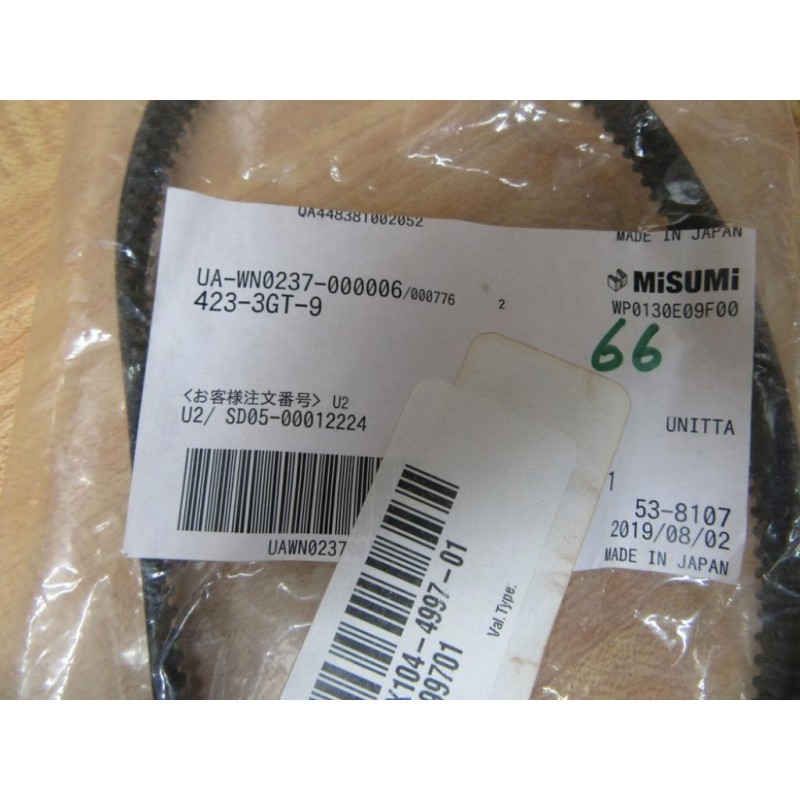 QA448381002052
MADE IN JAPAN
UA-WN0237-000006/000776 2
MiSUMi
423-3GT-9
WP0130E09F00
66
<お客様注文番号> U2
U2/ SD05-00012224
UNITTA
1
53-8107
2019/08/02
UAWN0237
MADE IN JAPAN
X104-4997-01
99701
Val.Type: